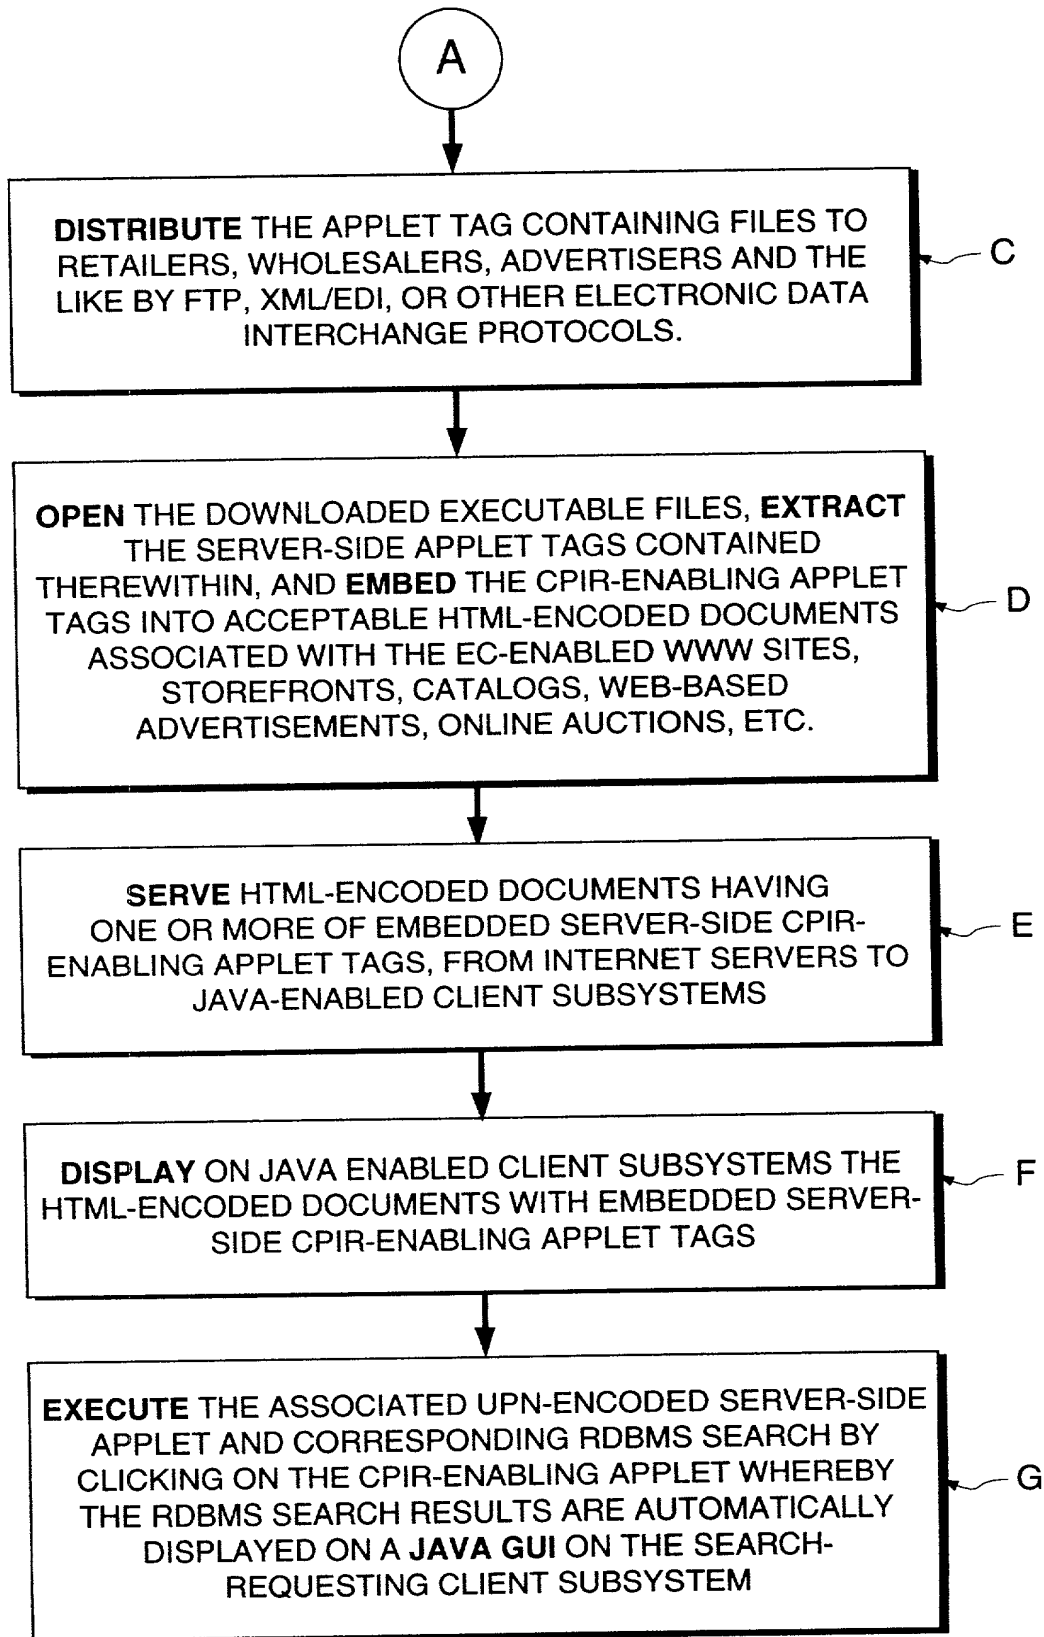 A
DISTRIBUTE THE APPLET TAG CONTAINING FILES TO
RETAILERS, WHOLESALERS, ADVERTISERS AND THE
LIKE BY FTP, XML/EDI, OR OTHER ELECTRONIC DATA
INTERCHANGE PROTOCOLS.
C
OPEN THE DOWNLOADED EXECUTABLE FILES, EXTRACT
THE SERVER-SIDE APPLET TAGS CONTAINED
THEREWITHIN, AND EMBED THE CPIR-ENABLING APPLET
TAGS INTO ACCEPTABLE HTML-ENCODED DOCUMENTS
ASSOCIATED WITH THE EC-ENABLED WWW SITES,
STOREFRONTS, CATALOGS, WEB-BASED
ADVERTISEMENTS, ONLINE AUCTIONS, ETC.
D
SERVE HTML-ENCODED DOCUMENTS HAVING
ONE OR MORE OF EMBEDDED SERVER-SIDE CPIR-
ENABLING APPLET TAGS, FROM INTERNET SERVERS TO
JAVA-ENABLED CLIENT SUBSYSTEMS
E
DISPLAY ON JAVA ENABLED CLIENT SUBSYSTEMS THE
HTML-ENCODED DOCUMENTS WITH EMBEDDED SERVER-
SIDE CPIR-ENABLING APPLET TAGS
F
EXECUTE THE ASSOCIATED UPN-ENCODED SERVER-SIDE
APPLET AND CORRESPONDING RDBMS SEARCH BY
CLICKING ON THE CPIR-ENABLING APPLET WHEREBY
THE RDBMS SEARCH RESULTS ARE AUTOMATICALLY
DISPLAYED ON A JAVA GUI ON THE SEARCH-
REQUESTING CLIENT SUBSYSTEM
G